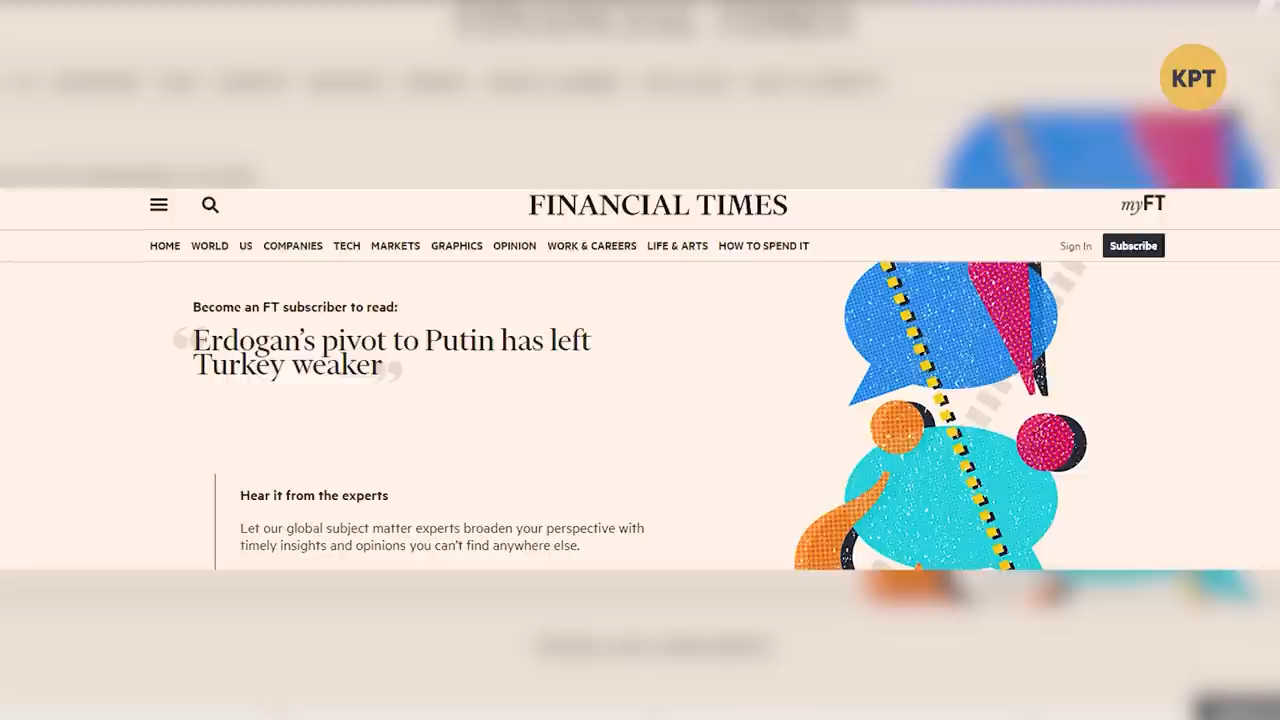 KPT
FINANCIAL TIMES
myFT
HOME WORLD US COMPANIES TECH MARKETS GRAPHICS OPINION WORK & CAREERS LIFE & ARTS HOW TO SPEND IT
Sign In Subscribe
Become an FT subscriber to read:
“Erdogan’s pivot to Putin has left
Turkey weaker”
Hear it from the experts
Let our global subject matter experts broaden your perspective with
timely insights and opinions you can’t find anywhere else.